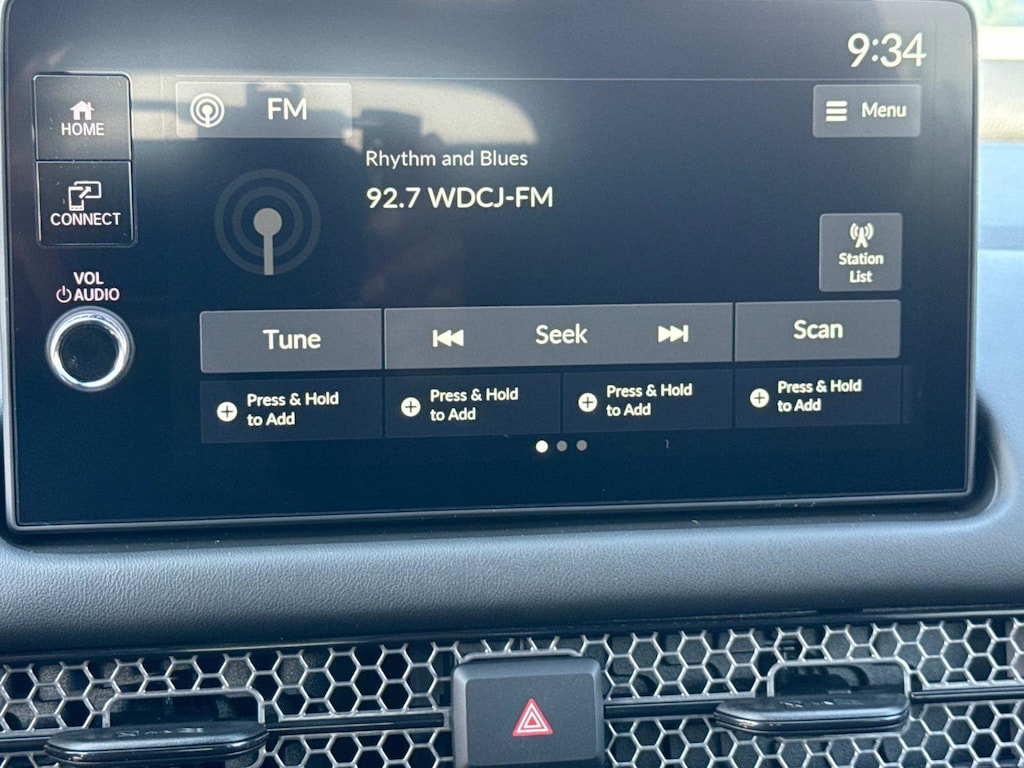 9:34
HOME
FM
Menu
Rhythm and Blues
92.7 WDCJ-FM
CONNECT
Station
List
VOL
AUDIO
Tune
Seek
Scan
Press & Hold
to Add
Press & Hold
to Add
Press & Hold
to Add
Press & Hold
to Add